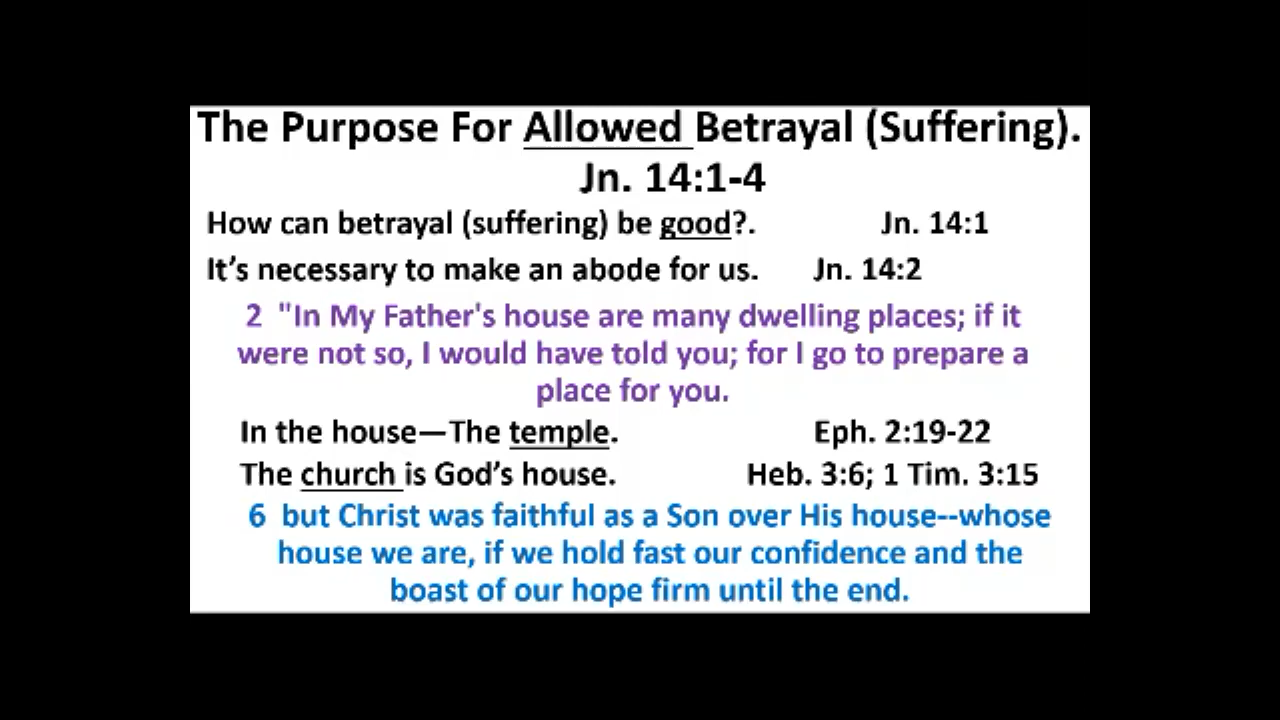 The Purpose For Allowed Betrayal (Suffering).
Jn. 14:1-4
How can betrayal (suffering) be good?. Jn. 14:1
It’s necessary to make an abode for us. Jn. 14:2
2 "In My Father's house are many dwelling places; if it
were not so, I would have told you; for I go to prepare a
place for you.
In the house—The temple. Eph. 2:19-22
The church is God’s house. Heb. 3:6; 1 Tim. 3:15
6 but Christ was faithful as a Son over His house--whose
house we are, if we hold fast our confidence and the
boast of our hope firm until the end.